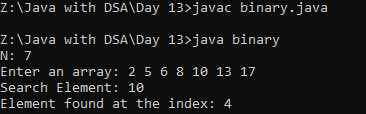 Z:\Java with DSA\Day 13>javac binary.java
Z:\Java with DSA\Day 13>java binary
N: 7
Enter an array: 2 5 6 8 10 13 17
Search Element: 10
Element found at the index: 4